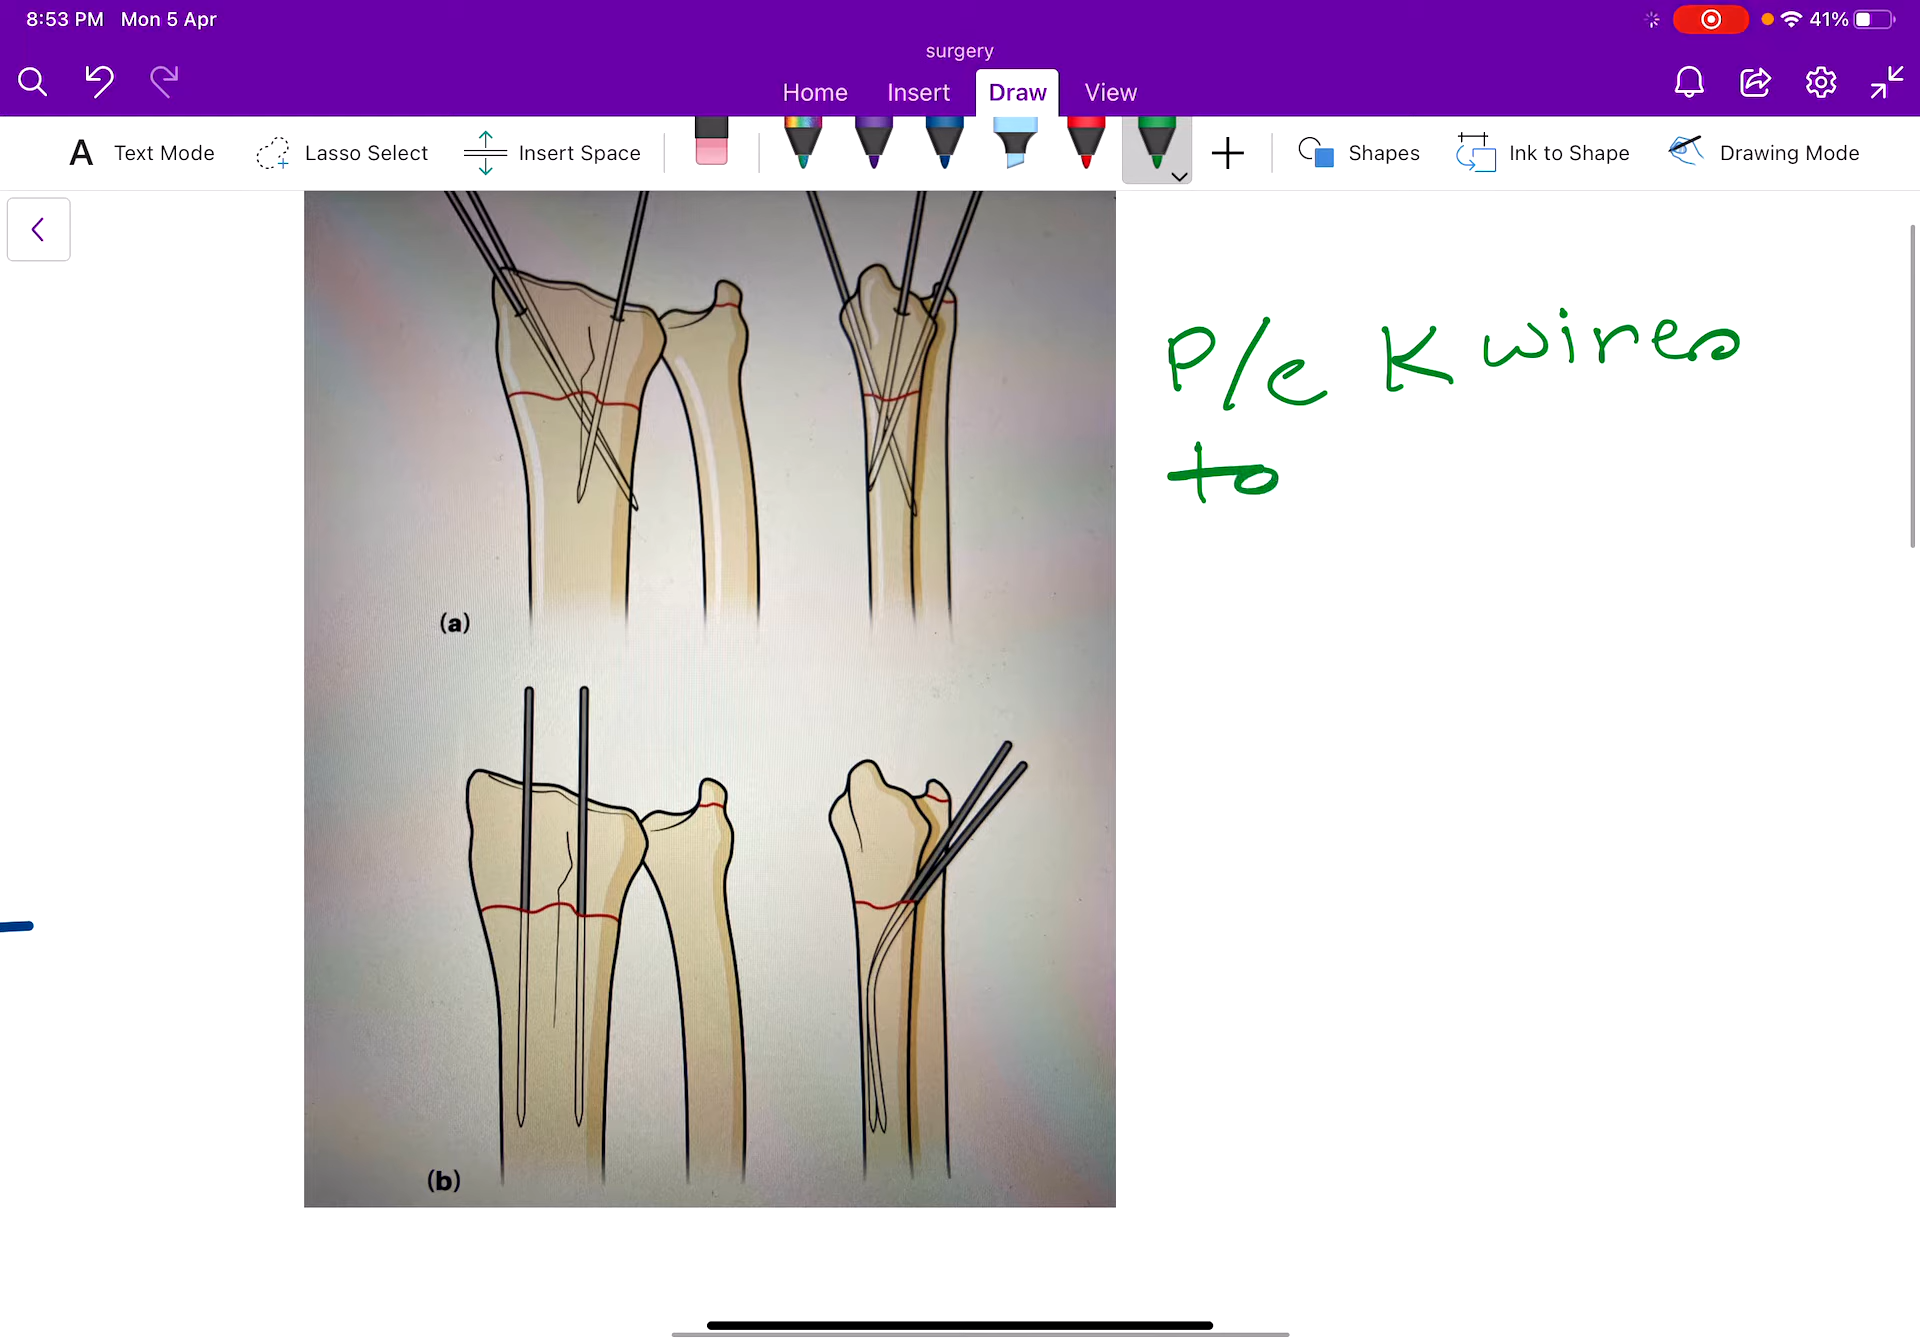 8:53 PM Mon 5 Apr
41%
surgery
Home Insert Draw View
A Text Mode Lasso Select Insert Space Shapes Ink to Shape Drawing Mode
P/c K wires
to
(a)
(b)